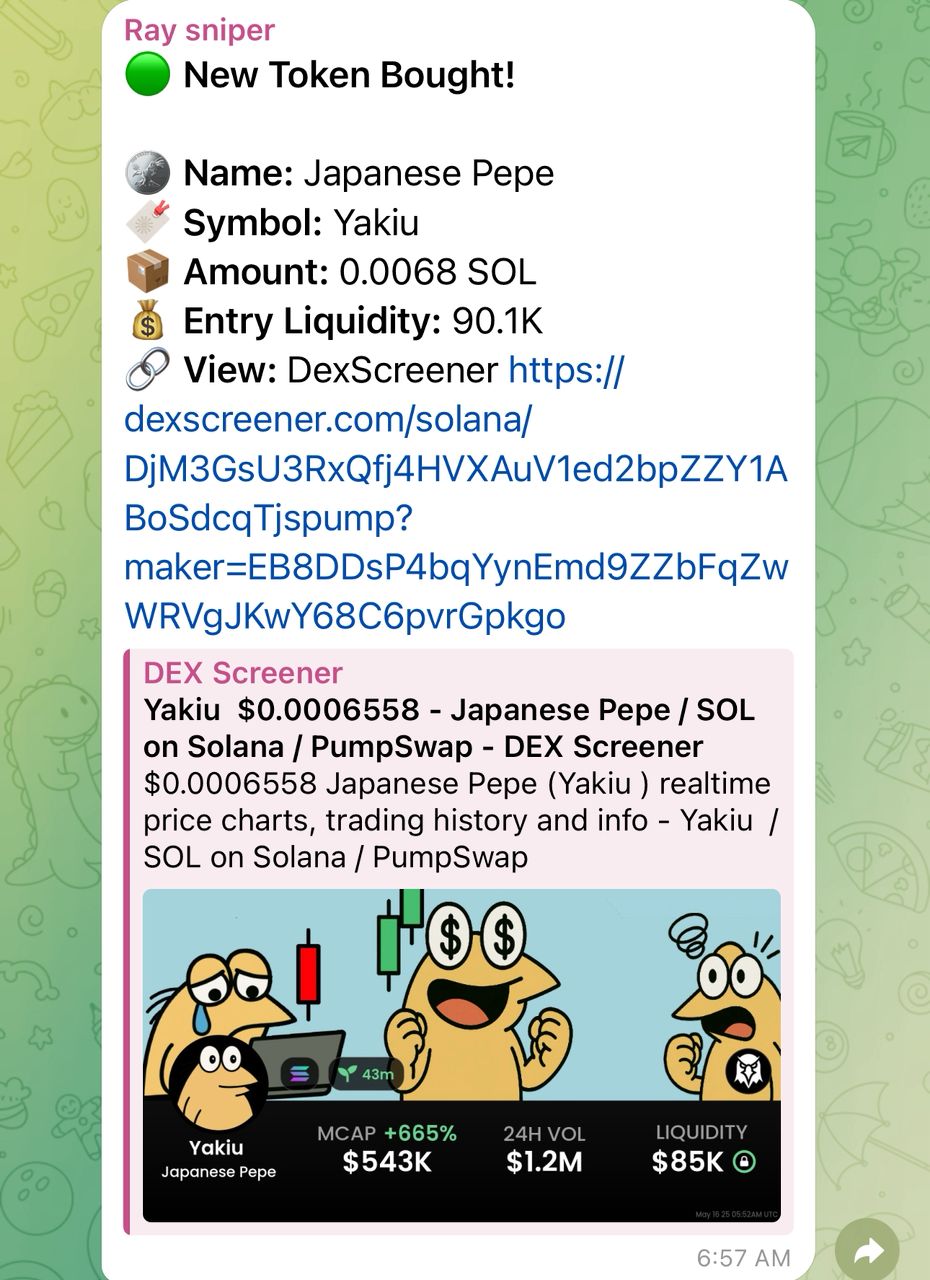 Ray sniper
New Token Bought!
Name: Japanese Pepe
Symbol: Yakiu
Amount: 0.0068 SOL
Entry Liquidity: 90.1K
View: DexScreener https://
dexscreener.com/solana/
DjM3GsU3RxQfj4HVXAuV1ed2bpZZY1A
BoSdcqTjspump?
maker=EB8DDsP4bqYynEmd9ZZbFqZw
WRVgJKwY68C6pvrGpkgo
DEX Screener
Yakiu $0.0006558 - Japanese Pepe / SOL
on Solana / PumpSwap - DEX Screener
$0.0006558 Japanese Pepe (Yakiu ) realtime
price charts, trading history and info - Yakiu /
SOL on Solana / PumpSwap
$ $
43m
Yakiu
Japanese Pepe
MCAP +665%
$543K
24H VOL
$1.2M
LIQUIDITY
$85K
May 16 25 05:52AM UTC
6:57 AM